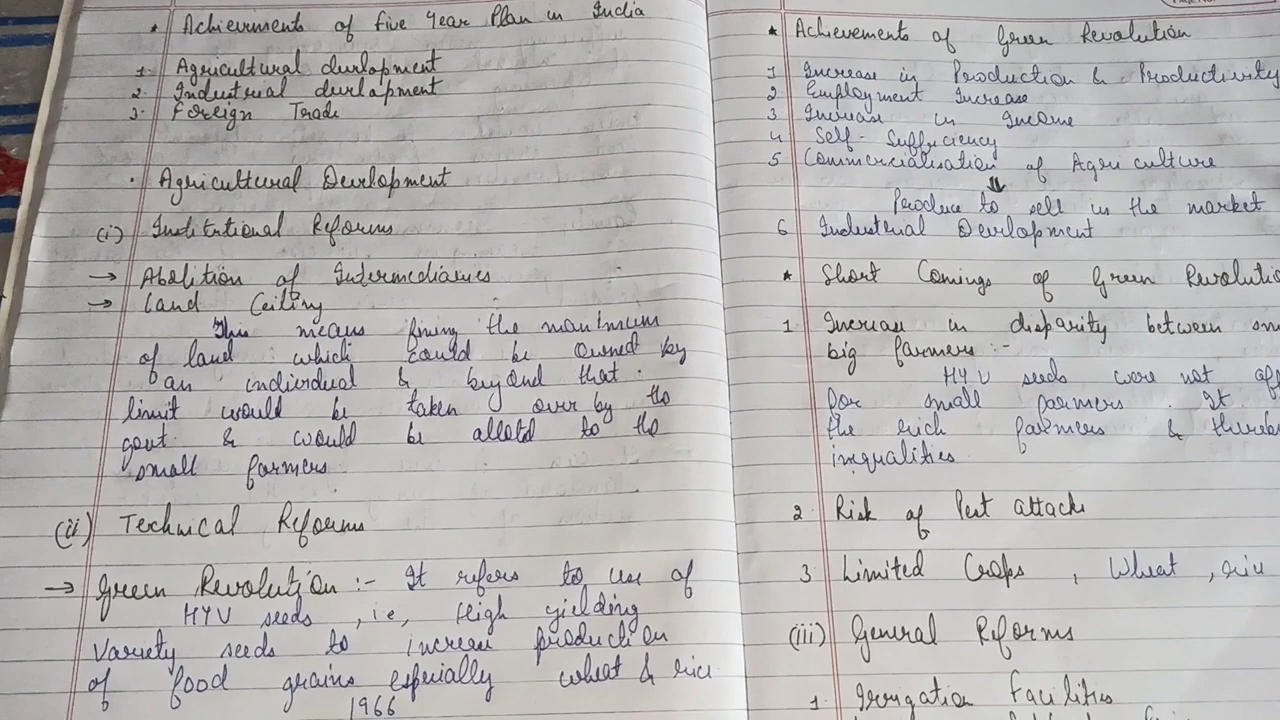 * Achievements of Five Year Plan in India
1. Agricultural development
2. Industrial development
3. Foreign Trade
• Agricultural Development
(i) Institutional Reforms
→ Abolition of Intermediaries
→ Land Ceiling
This means fixing the maximum
of land which could be owned by
an individual & beyond that
limit would be taken over by the
govt & would be alloted to the
small farmers
(ii) Technical Reforms
→ Green Revolution :- It refers to use of
HYV seeds, i.e, High yielding
Variety seeds to increase production
of food grains especially wheat & rice
1966
* Achievements of Green Revolution
1 Increase in Production & Productivity
2 Employment Increase
3 Increase in Income
4 Self-Sufficiency
5 Commercialisation of Agriculture
⇓
Produce to sell in the market
6 Industrial Development
* Short Comings of Green Revolutio
1. Increase in disparity between sm
big farmers :-
HYV seeds were not aff
for small farmers. It
the rich farmers & thereb
inequalities
2 Risk of Pest attack
3 Limited Crops, Wheat, rice
(iii) General Reforms
1. Irrigation Facilities